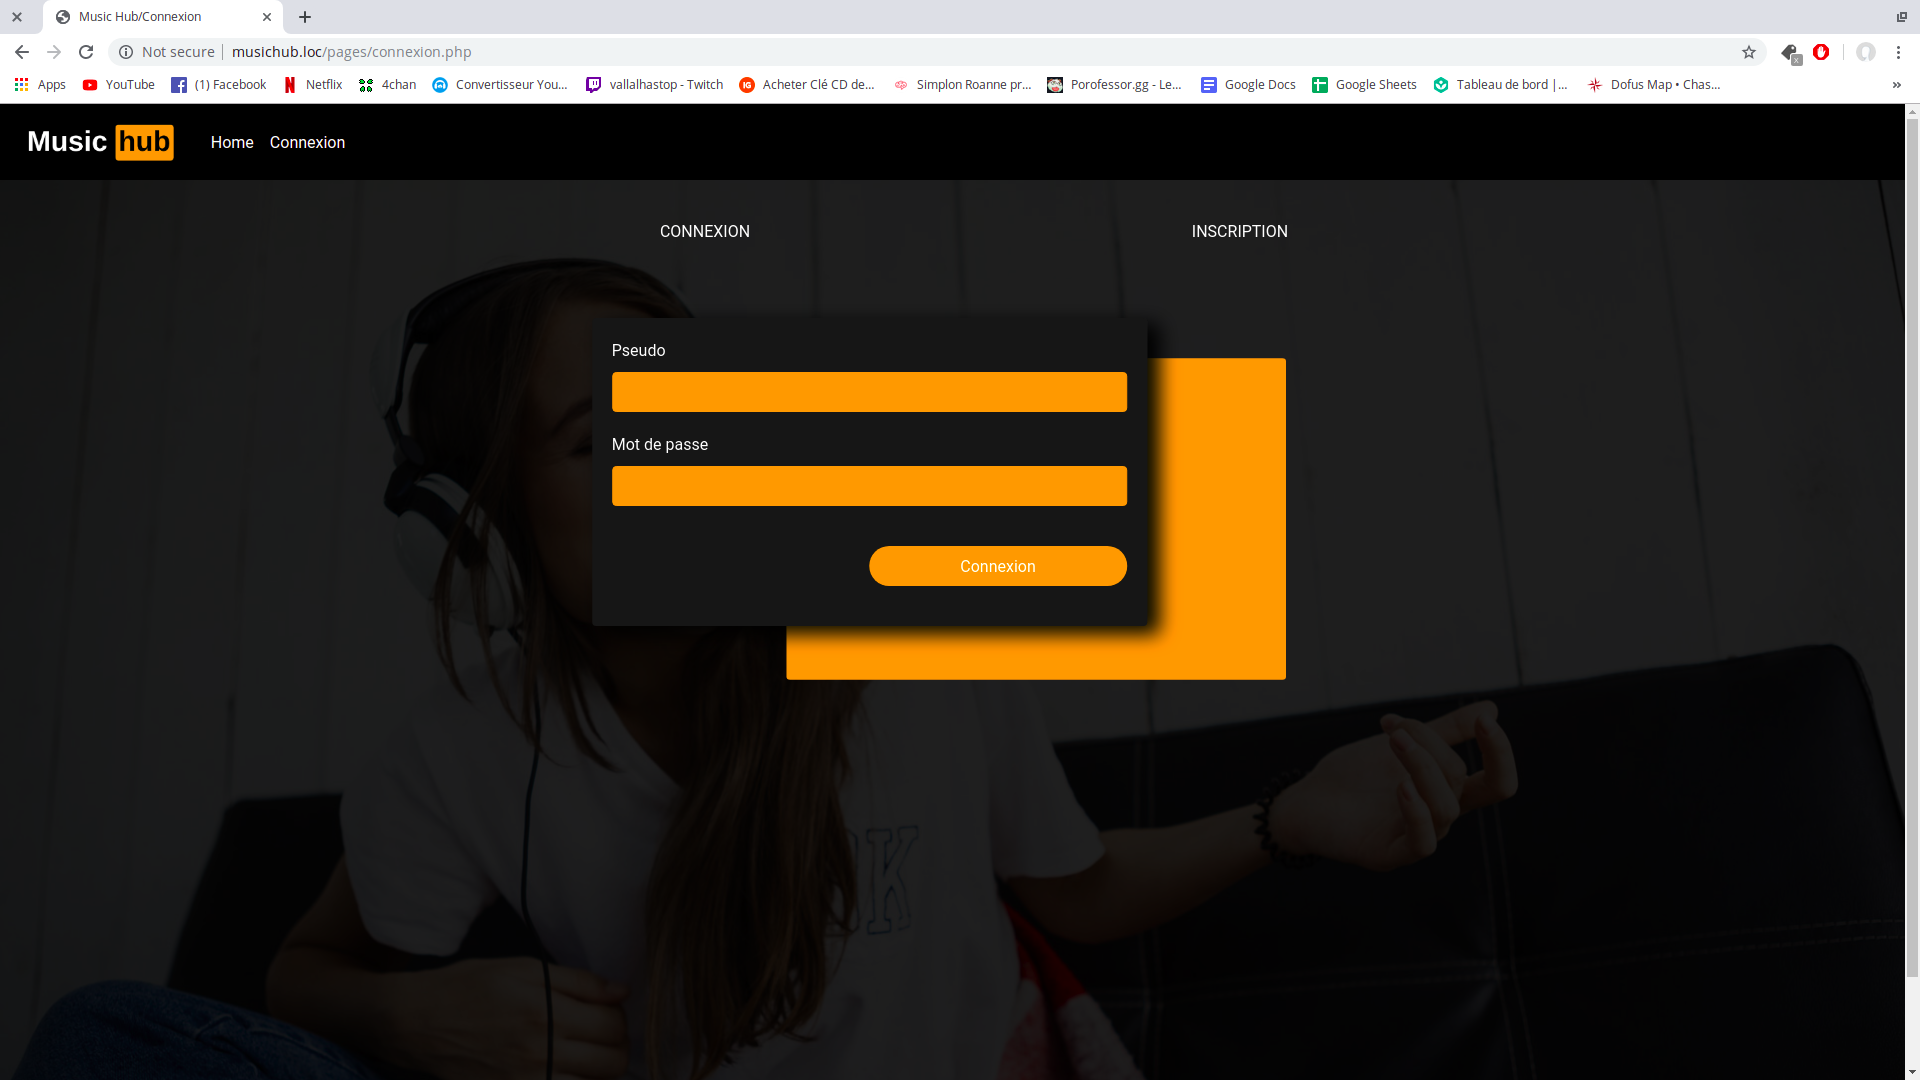 Music Hub/Connexion
Not secure musichub.loc/pages/connexion.php
Apps YouTube (1) Facebook Netflix 4chan Convertisseur You... vallalhastop - Twitch IG Acheter Clé CD de... Simplon Roanne pr... Porofessor.gg - Le... Google Docs Google Sheets Tableau de bord |... Dofus Map • Chas... »
Music hub Home Connexion
CONNEXION INSCRIPTION
Pseudo
Mot de passe
Connexion
OK